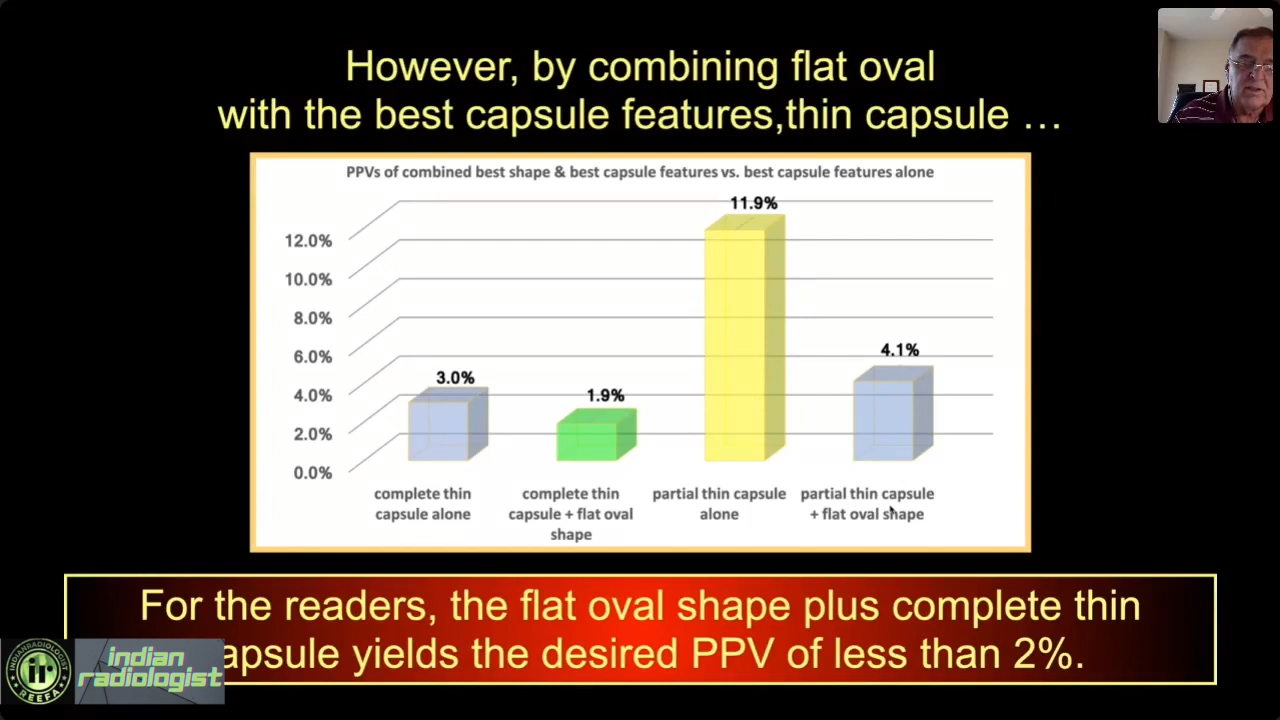 However, by combining flat oval
with the best capsule features,thin capsule …
PPVs of combined best shape & best capsule features vs. best capsule features alone
12.0%
10.0%
8.0%
6.0%
4.0%
2.0%
0.0%
3.0%
1.9%
11.9%
4.1%
complete thin
capsule alone
complete thin
capsule + flat oval
shape
partial thin capsule
alone
partial thin capsule
+ flat oval shape
For the readers, the flat oval shape plus complete thin
apsule yields the desired PPV of less than 2%.
INDIANRADIOLOGIST
REEFA
indian
radiologist